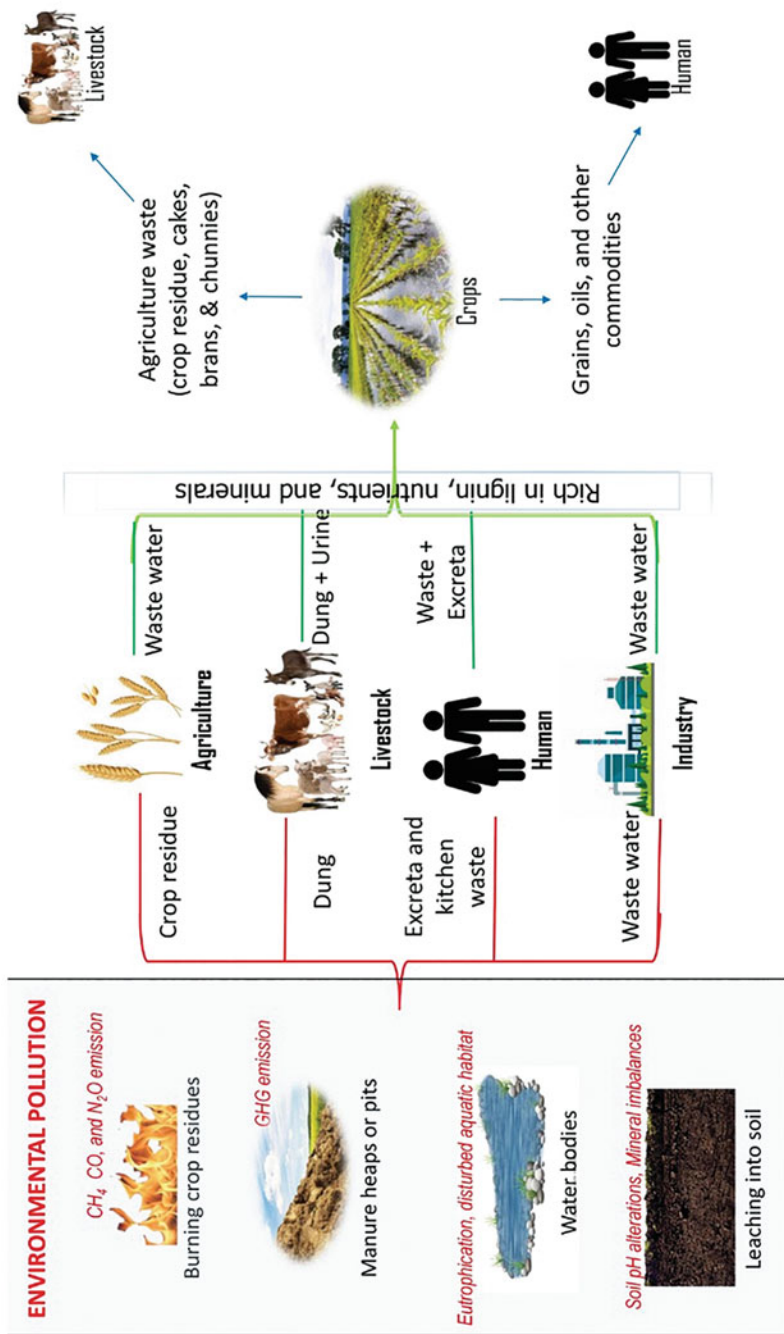 ENVIRONMENTAL POLLUTION
CH₄ CO, and N₂O emission
Burning crop residues
GHG emission
Manure heaps or pits
Eutrophication, disturbed aquatic habitat
Water bodies
Soil pH alterations, Mineral imbalances
Leaching into soil
Crop residue
Dung
Excreta and
kitchen
waste
Waste water
Agriculture
Livestock
Human
Industry
Waste water
Dung + Urine
Waste +
Excreta
Waste water
Rich in lignin, nutrients, and minerals
Crops
Agriculture waste
(crop residue, cakes,
brans, & chunnies)
Grains, oils, and other
commodities
Livestock
Human